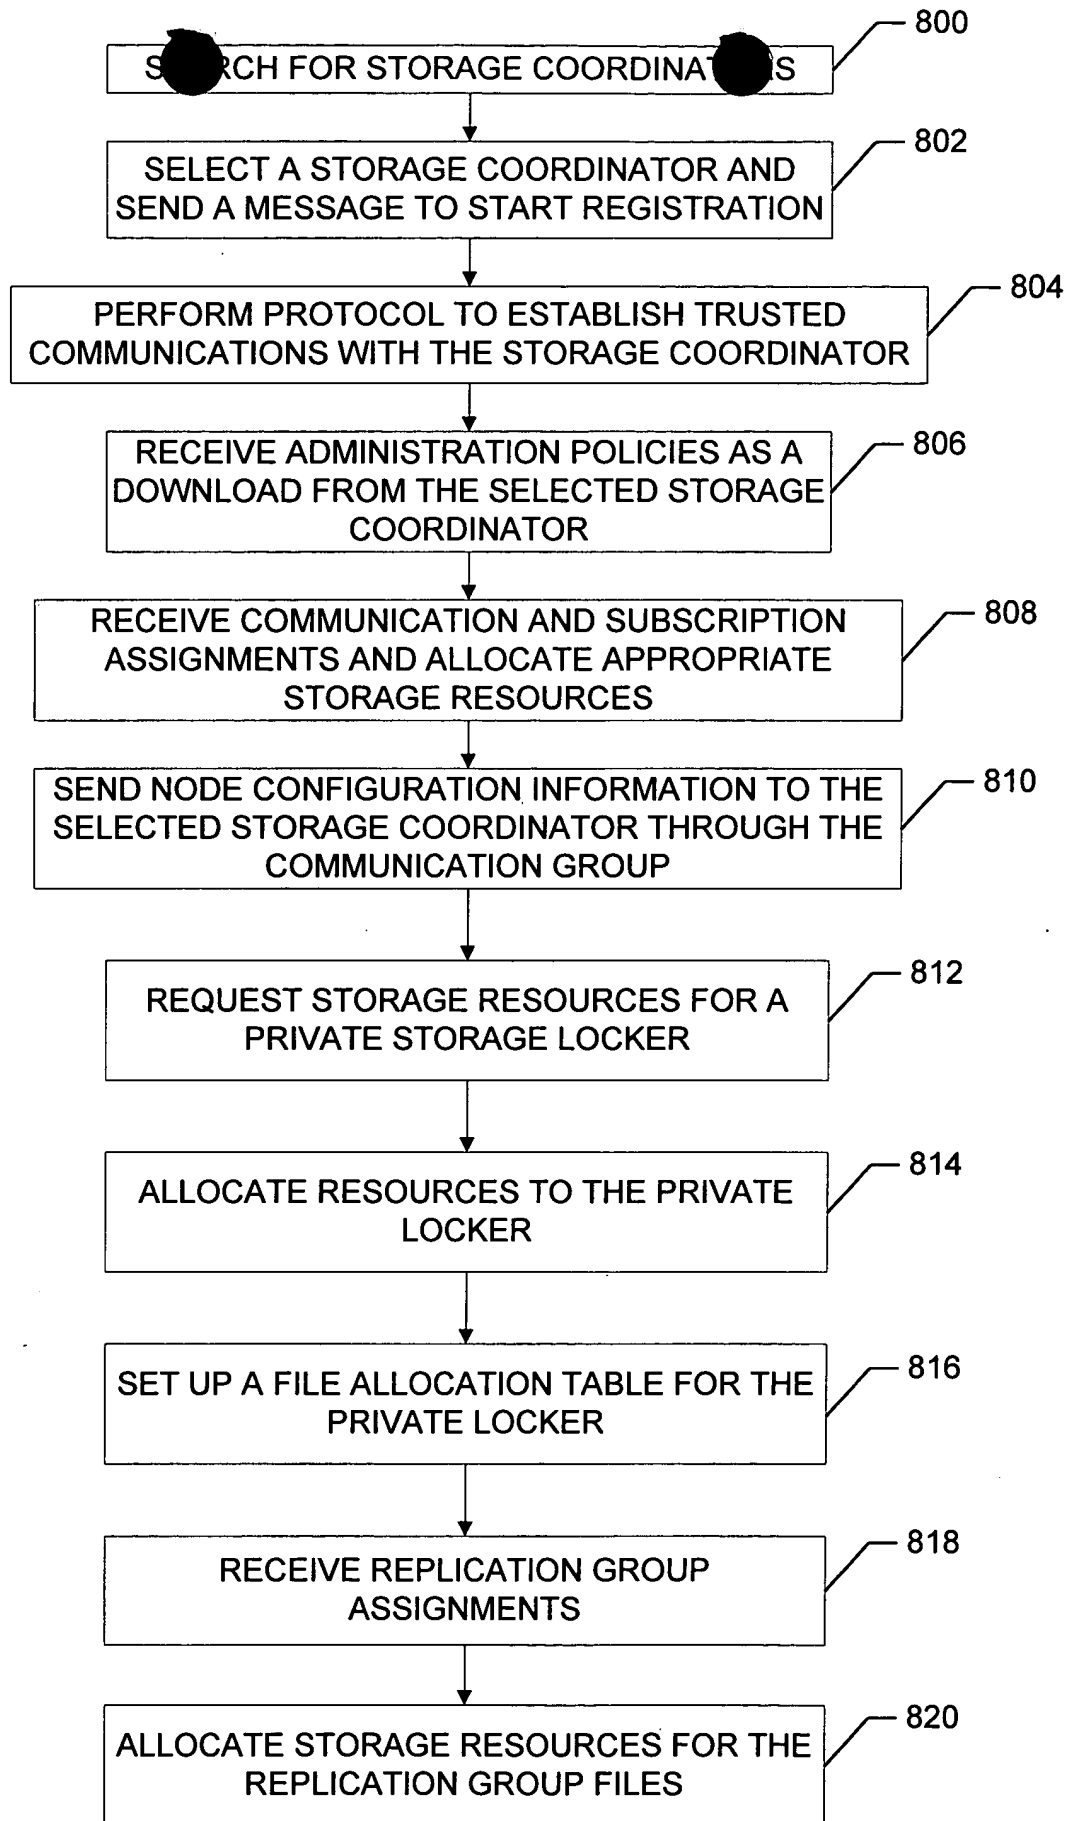 800
FOR STORAGE
802
SELECT A STORAGE COORDINATOR AND
SEND A MESSAGE TO START REGISTRATION
804
PERFORM PROTOCOL TO ESTABLISH TRUSTED
COMMUNICATIONS WITH THE STORAGE COORDINATOR
806
RECEIVE ADMINISTRATION POLICIES AS A
DOWNLOAD FROM THE SELECTED STORAGE
COORDINATOR
808
RECEIVE COMMUNICATION AND SUBSCRIPTION
ASSIGNMENTS AND ALLOCATE APPROPRIATE
STORAGE RESOURCES
810
SEND NODE CONFIGURATION INFORMATION TO THE
SELECTED STORAGE COORDINATOR THROUGH THE
COMMUNICATION GROUP
812
REQUEST STORAGE RESOURCES FOR A
PRIVATE STORAGE LOCKER
814
ALLOCATE RESOURCES TO THE PRIVATE
LOCKER
816
SET UP A FILE ALLOCATION TABLE FOR THE
PRIVATE LOCKER
818
RECEIVE REPLICATION GROUP
ASSIGNMENTS
820
ALLOCATE STORAGE RESOURCES FOR THE
REPLICATION GROUP FILES